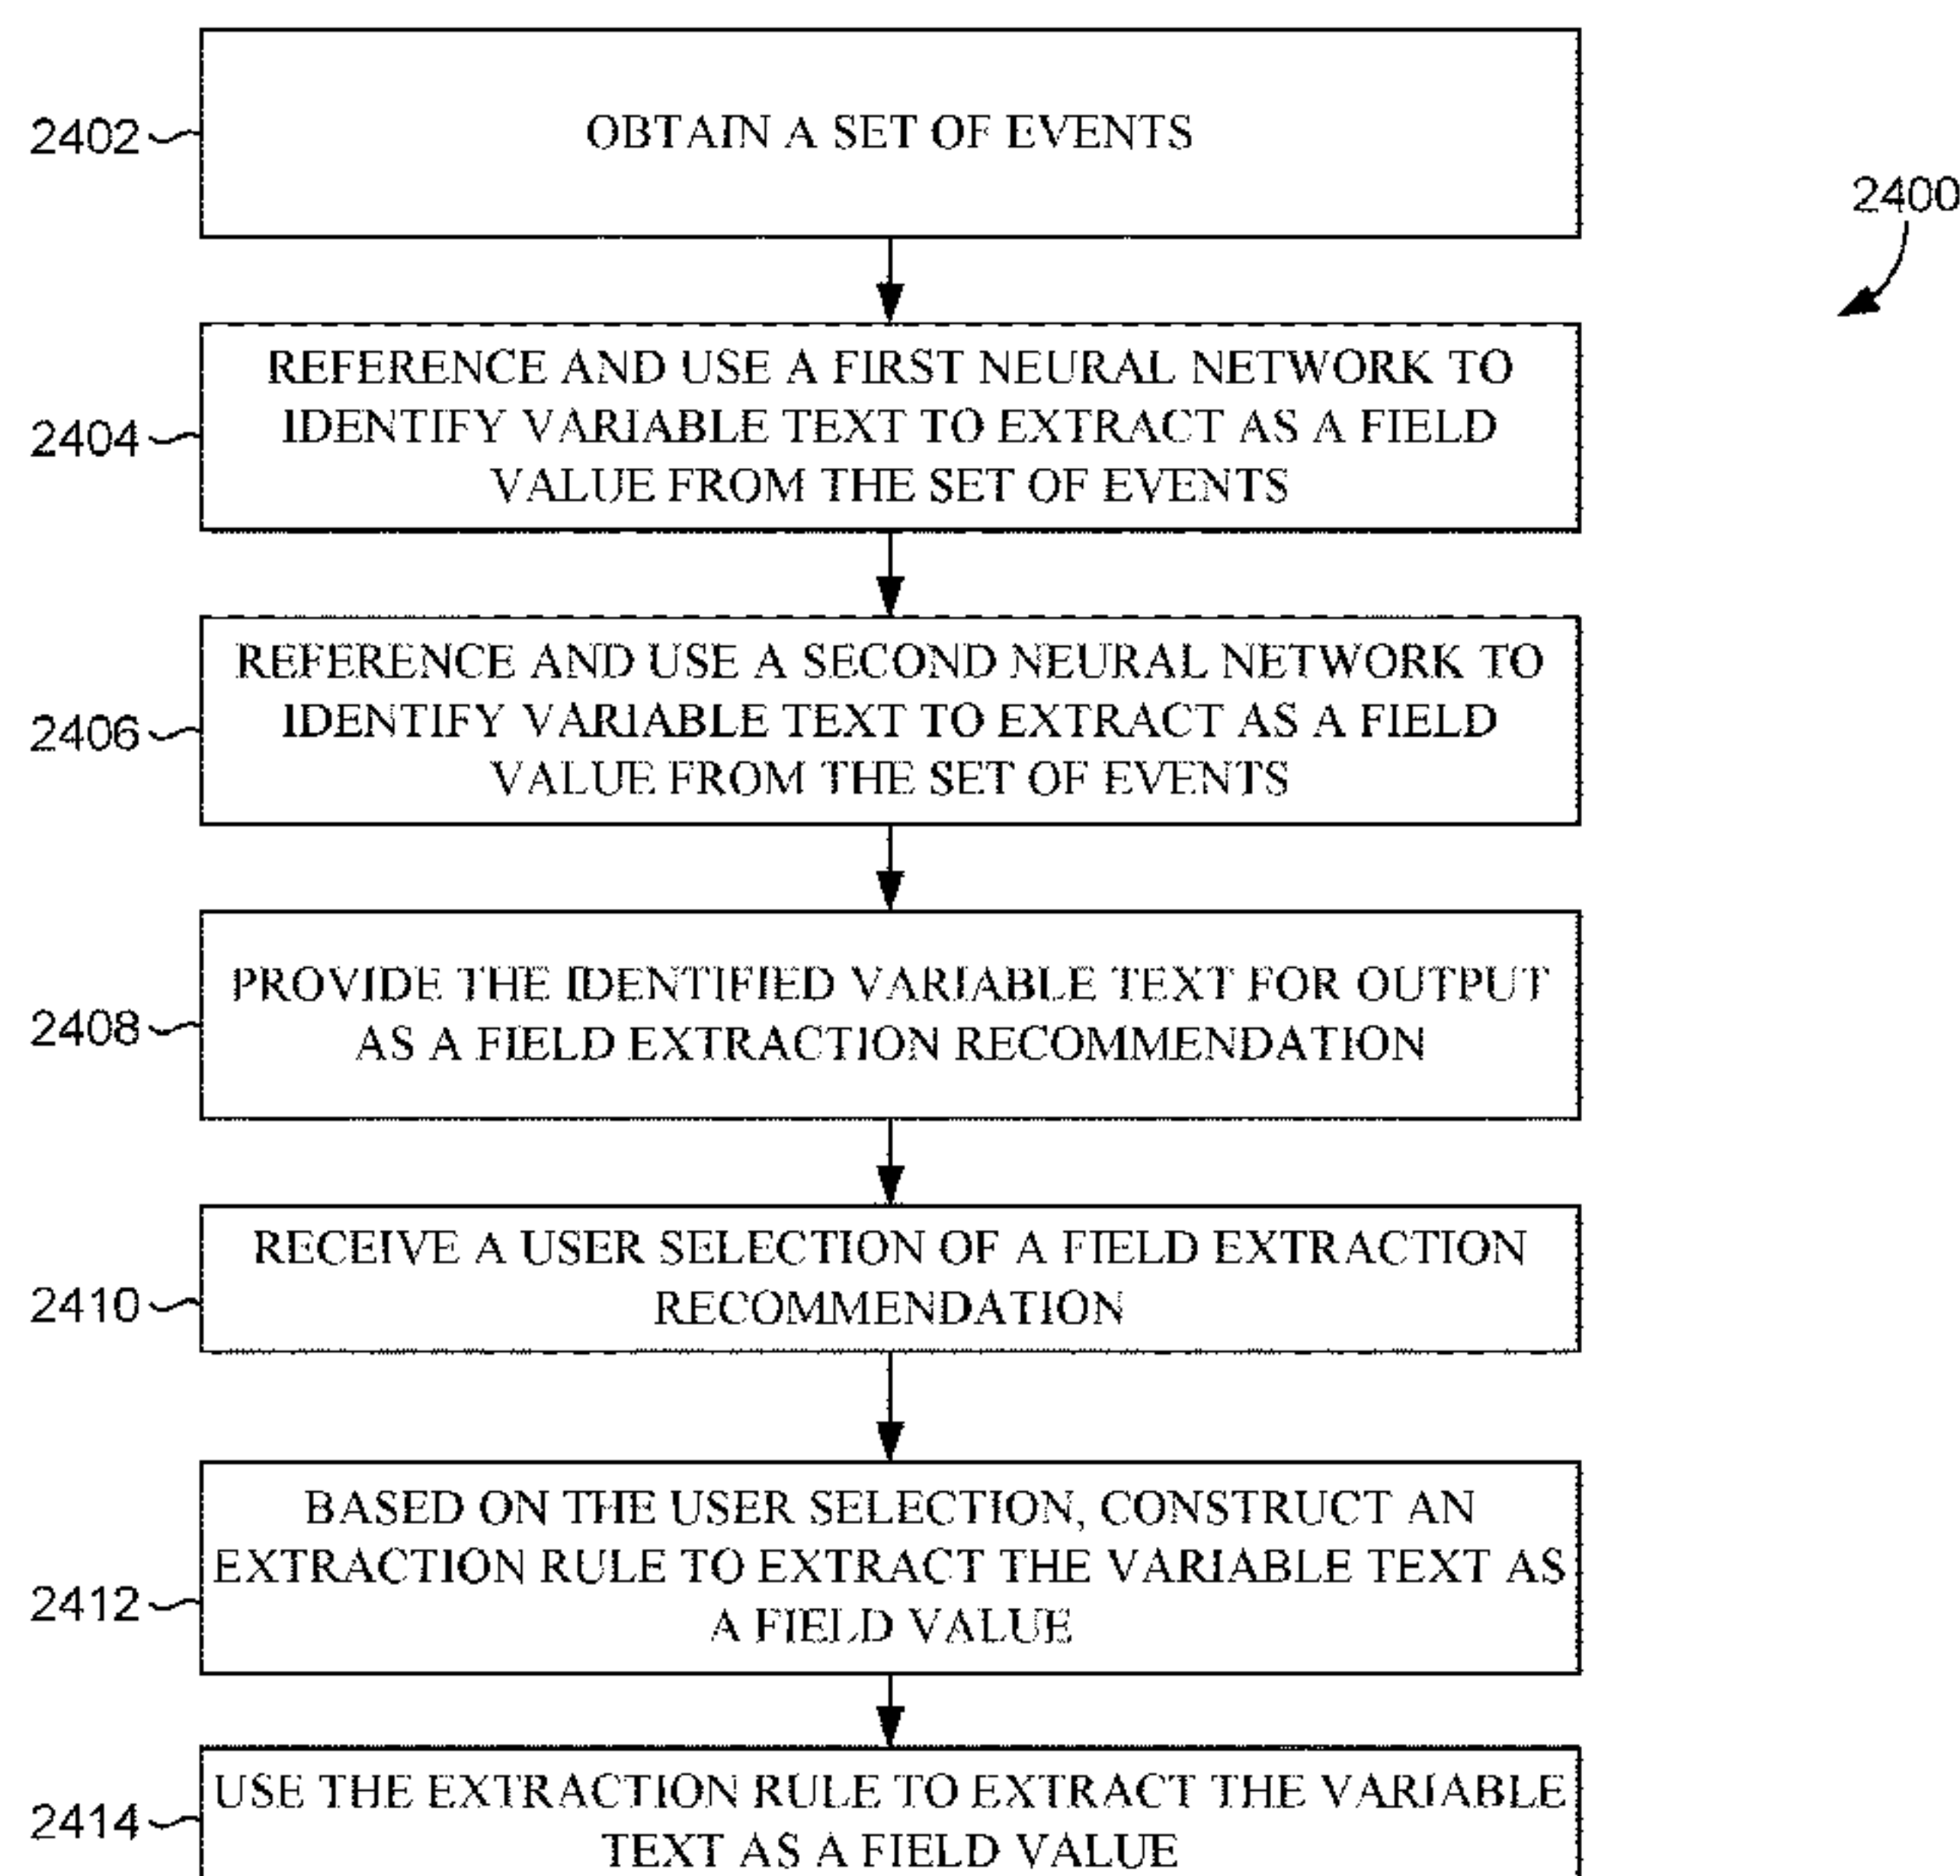 2402
OBTAIN A SET OF EVENTS
2400
2404
REFERENCE AND USE A FIRST NEURAL NETWORK TO
IDENTIFY VARIABLE TEXT TO EXTRACT AS A FIELD
VALUE FROM THE SET OF EVENTS
2406
REFERENCE AND USE A SECOND NEURAL NETWORK TO
IDENTIFY VARIABLE TEXT TO EXTRACT AS A FIELD
VALUE FROM THE SET OF EVENTS
2408
PROVIDE THE IDENTIFIED VARIABLE TEXT FOR OUTPUT
AS A FIELD EXTRACTION RECOMMENDATION
2410
RECEIVE A USER SELECTION OF A FIELD EXTRACTION
RECOMMENDATION
2412
BASED ON THE USER SELECTION, CONSTRUCT AN
EXTRACTION RULE TO EXTRACT THE VARIABLE TEXT AS
A FIELD VALUE
2414
USE THE EXTRACTION RULE TO EXTRACT THE VARIABLE
TEXT AS A FIELD VALUE